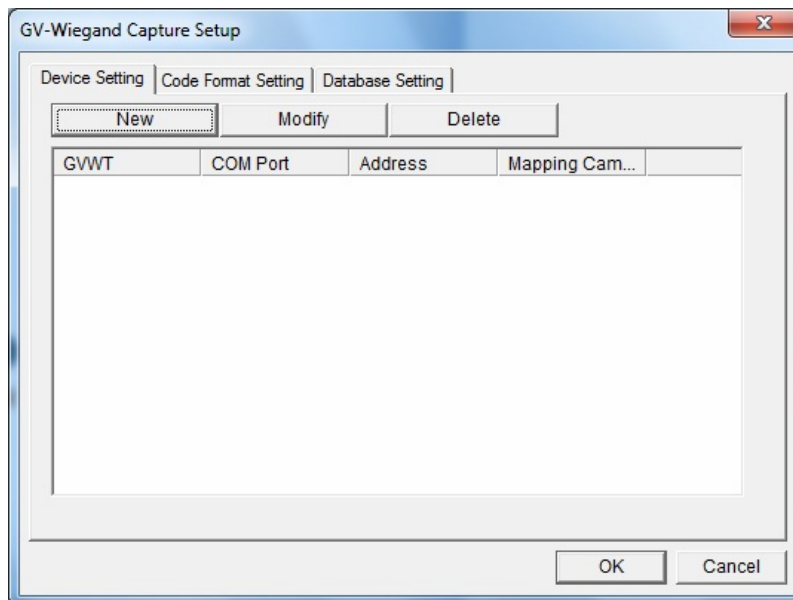 GV-Wiegand Capture Setup
Device Setting Code Format Setting Database Setting
New Modify Delete
GVWT COM Port Address Mapping Cam...
OK Cancel